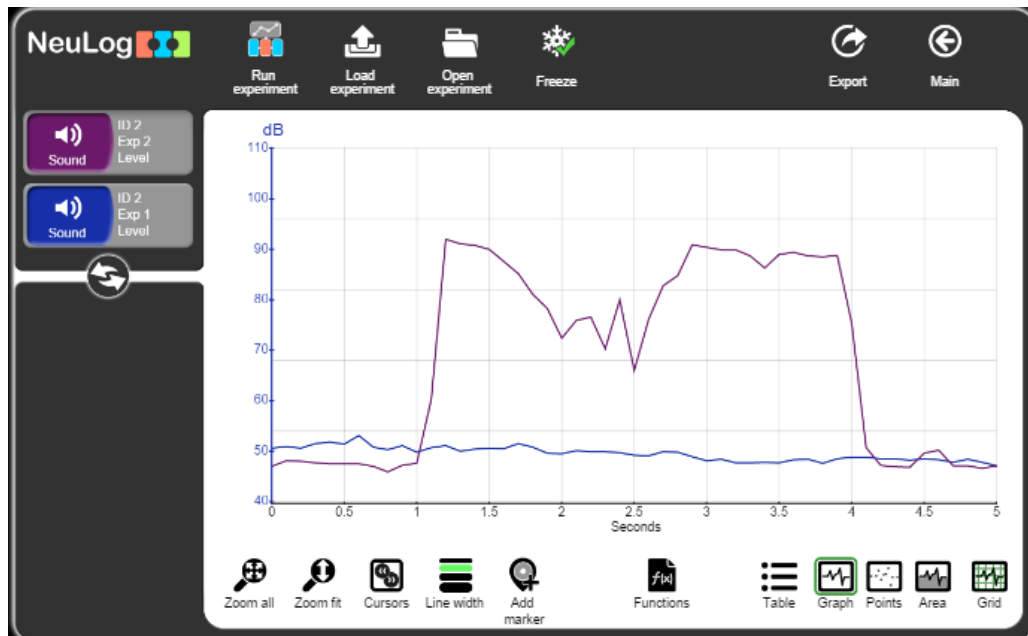 NeuLog
Run
experiment
Load
experiment
Open
experiment
Freeze
Export
Main
Sound
ID 2
Exp 2
Level
Sound
ID 2
Exp 1
Level
dB
110
100
90
80
70
60
50
40
0 0.5 1 1.5 2 2.5 3 3.5 4 4.5 5
Seconds
Zoom all
Zoom fit
Cursors
Line width
Add
marker
f(x)
Functions
Table
Graph
Points
Area
Grid